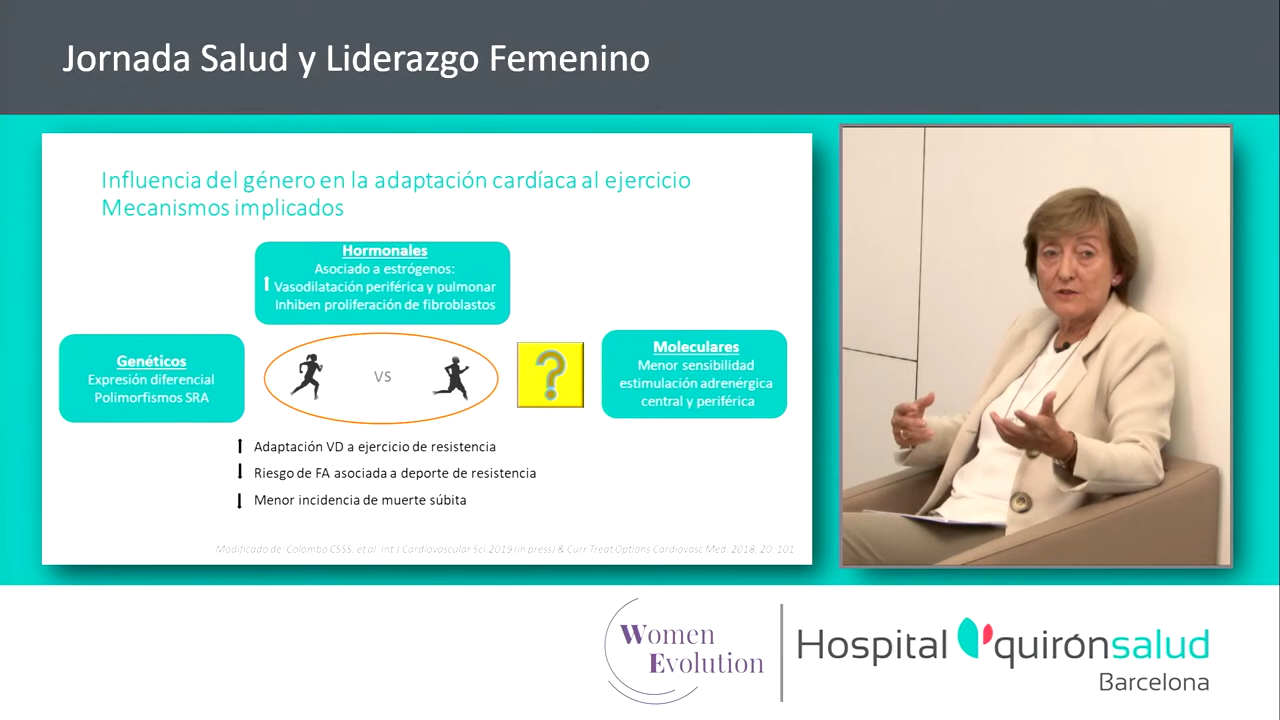 Jornada Salud y Liderazgo Femenino
Influencia del género en la adaptación cardíaca al ejercicio
Mecanismos implicados
Hormonales
Asociado a estrógenos:
Vasodilatación periférica y pulmonar
Inhiben proliferación de fibroblastos
Genéticos
Expresión diferencial
Polimorfismos SRA
VS
?
Moleculares
Menor sensibilidad
estimulación adrenérgica
central y periférica
Adaptación VD a ejercicio de resistencia
Riesgo de FA asociada a deporte de resistencia
Menor incidencia de muerte súbita
Modificado de: Colombo CSSS, et al. Int J Cardiovascular Sci 2019 (in press) & Curr Treat Options Cardiovasc Med. 2018; 20: 101
Women
Evolution
Hospital quirónsalud
Barcelona